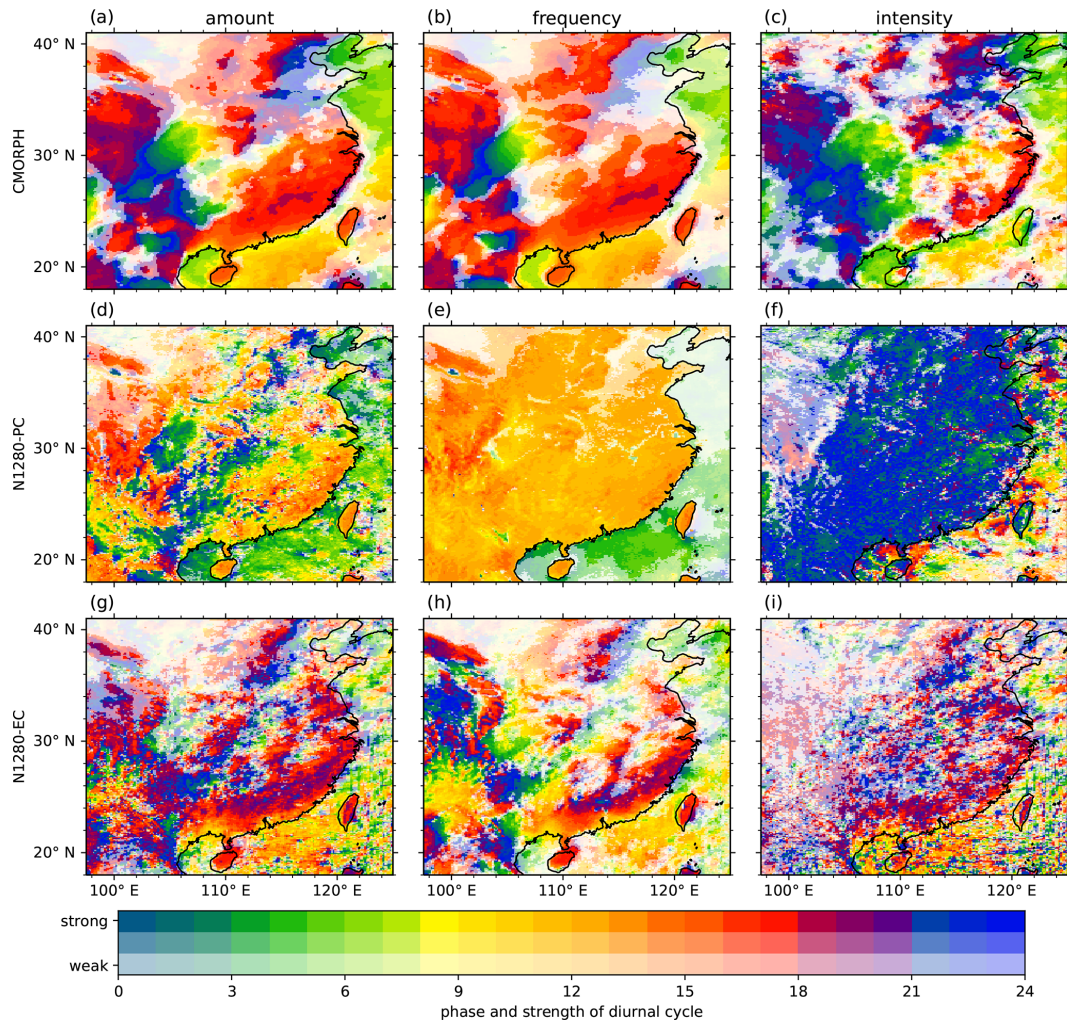 (a) amount (b) frequency (c) intensity
40° N
30° N
20° N
CMORPH
(d) (e) (f)
40° N
30° N
20° N
N1280-PC
(g) (h) (i)
40° N
30° N
20° N
N1280-EC
100° E 110° E 120° E 100° E 110° E 120° E 100° E 110° E 120° E
strong
weak
0 3 6 9 12 15 18 21 24
phase and strength of diurnal cycle